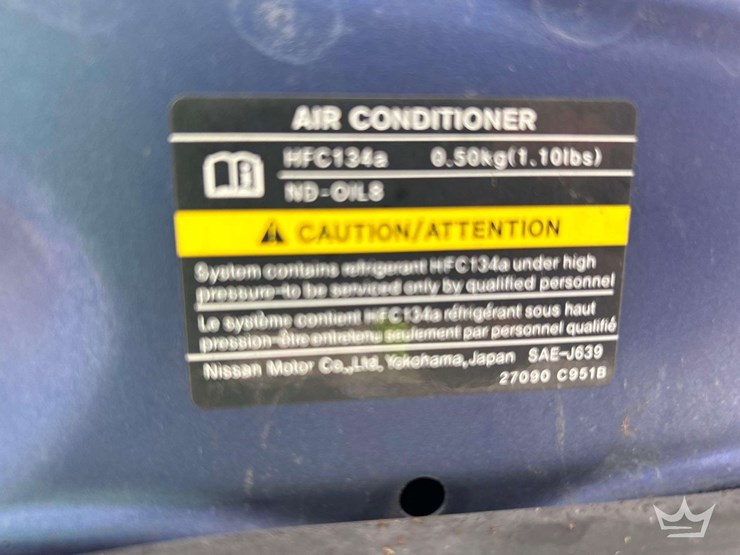 AIR CONDITIONER
HFC134a 0.50kg(1.10lbs)
ND-OIL8
CAUTION/ATTENTION
System contains refrigerant HFC134a under high
pressure-to be serviced only by qualified personnel
Le système contient HFC134a réfrigérant sous haut
pression-Être entretenu seulement par personnel qualifié
Nissan Motor Co.,Ltd. Yokohama,Japan SAE-J639
27090 C951B